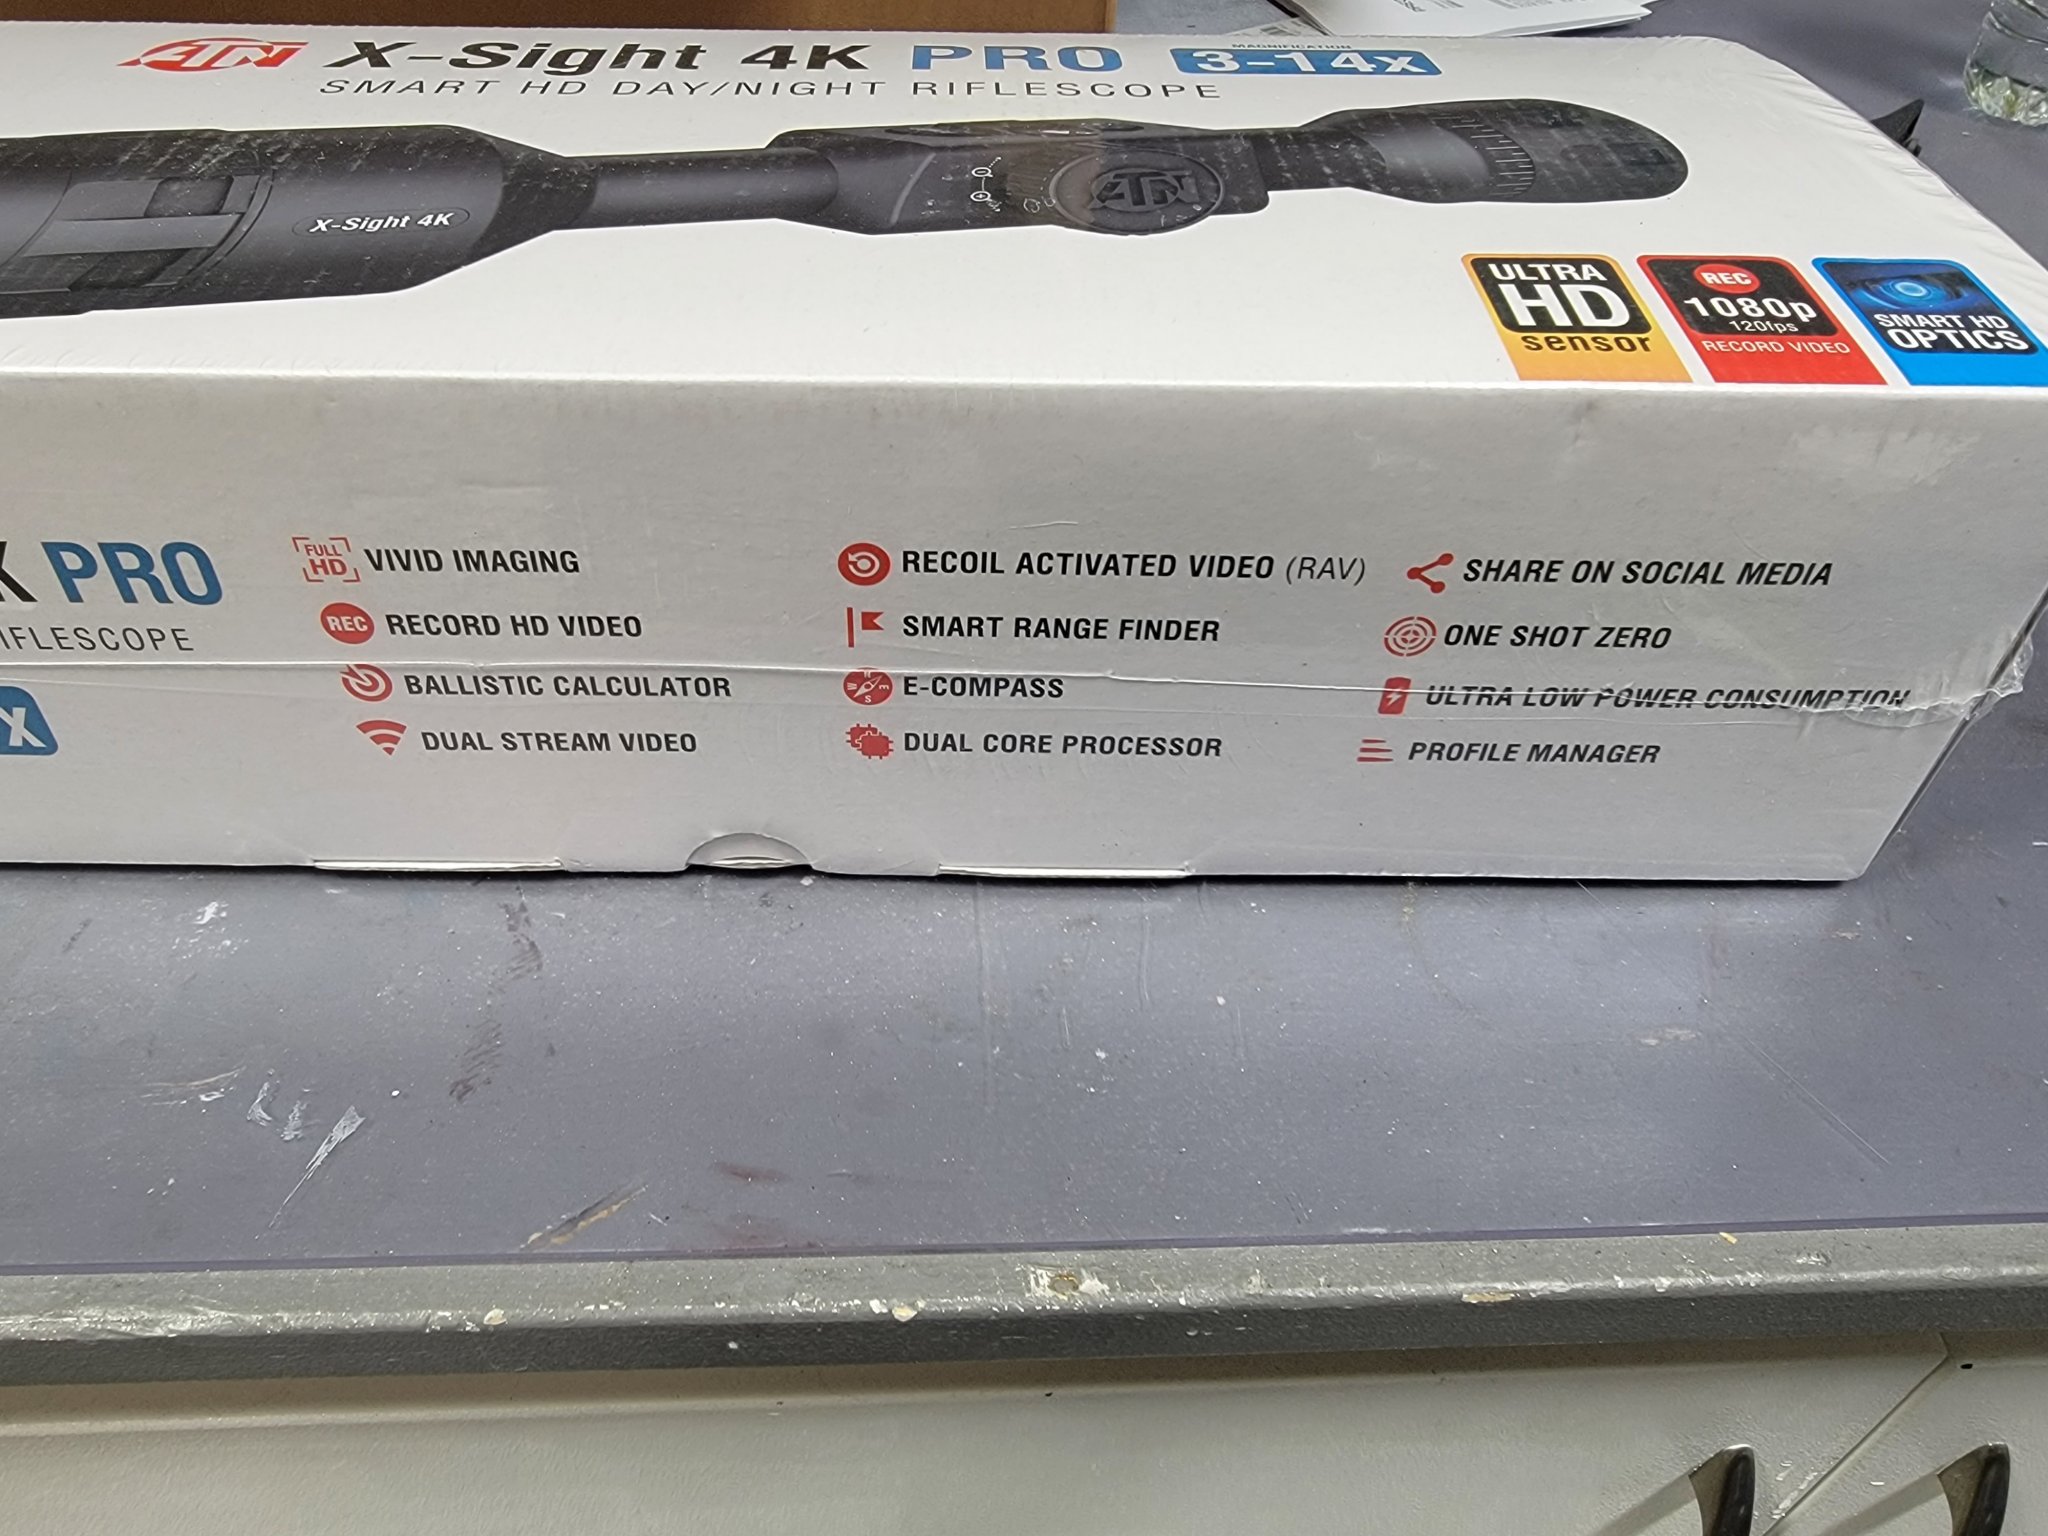 ATN X-Sight 4K PRO MAGNIFICATION 3-14x
SMART HD DAY/NIGHT RIFLESCOPE
X-Sight 4K
ATN
ULTRA HD sensor
REC 1080p 120fps RECORD VIDEO
SMART HD OPTICS
K PRO
IFLESCOPE
x
FULL HD VIVID IMAGING
REC RECORD HD VIDEO
BALLISTIC CALCULATOR
DUAL STREAM VIDEO
RECOIL ACTIVATED VIDEO (RAV)
SMART RANGE FINDER
E-COMPASS
DUAL CORE PROCESSOR
SHARE ON SOCIAL MEDIA
ONE SHOT ZERO
ULTRA LOW POWER CONSUMPTION
PROFILE MANAGER